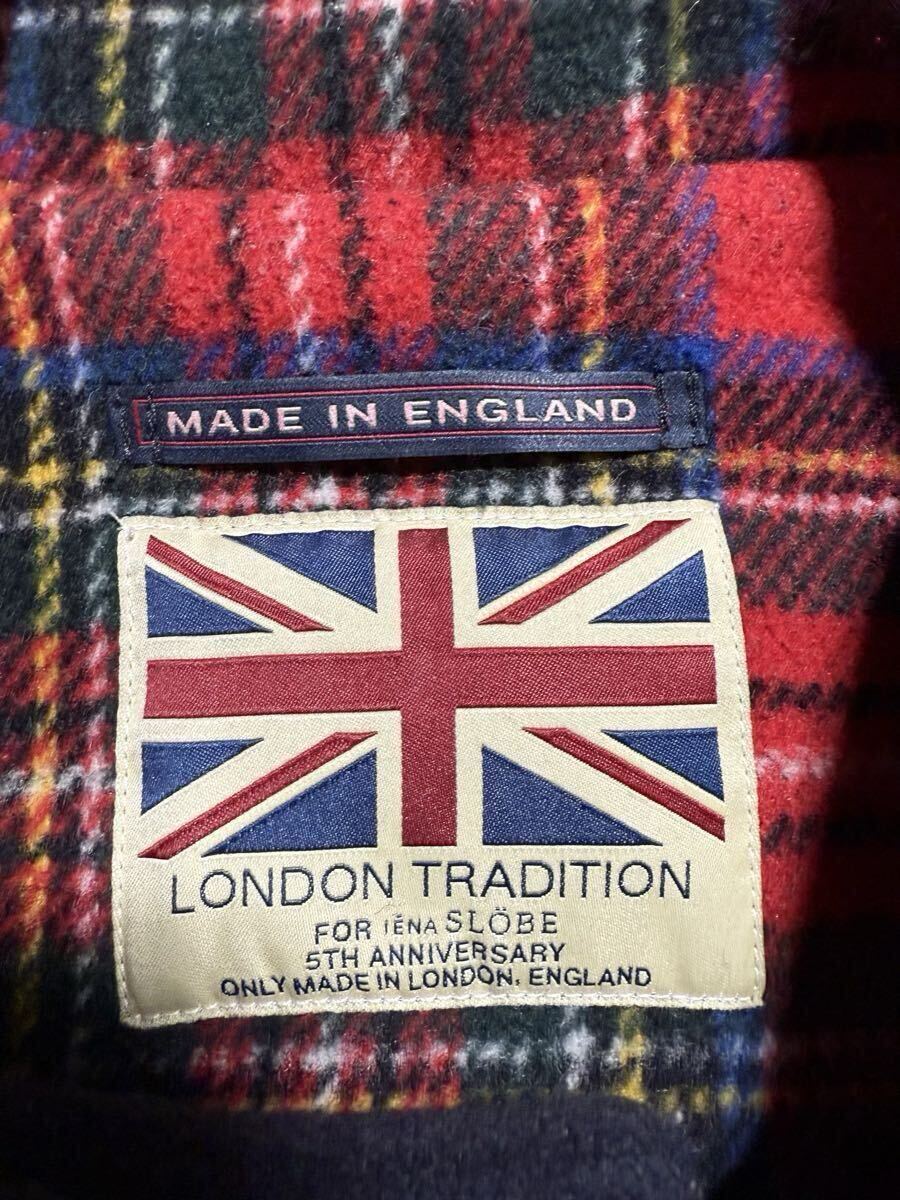 MADE IN ENGLAND
LONDON TRADITION
FOR IÉNA SLÖBE
5TH ANNIVERSARY
ONLY MADE IN LONDON, ENGLAND